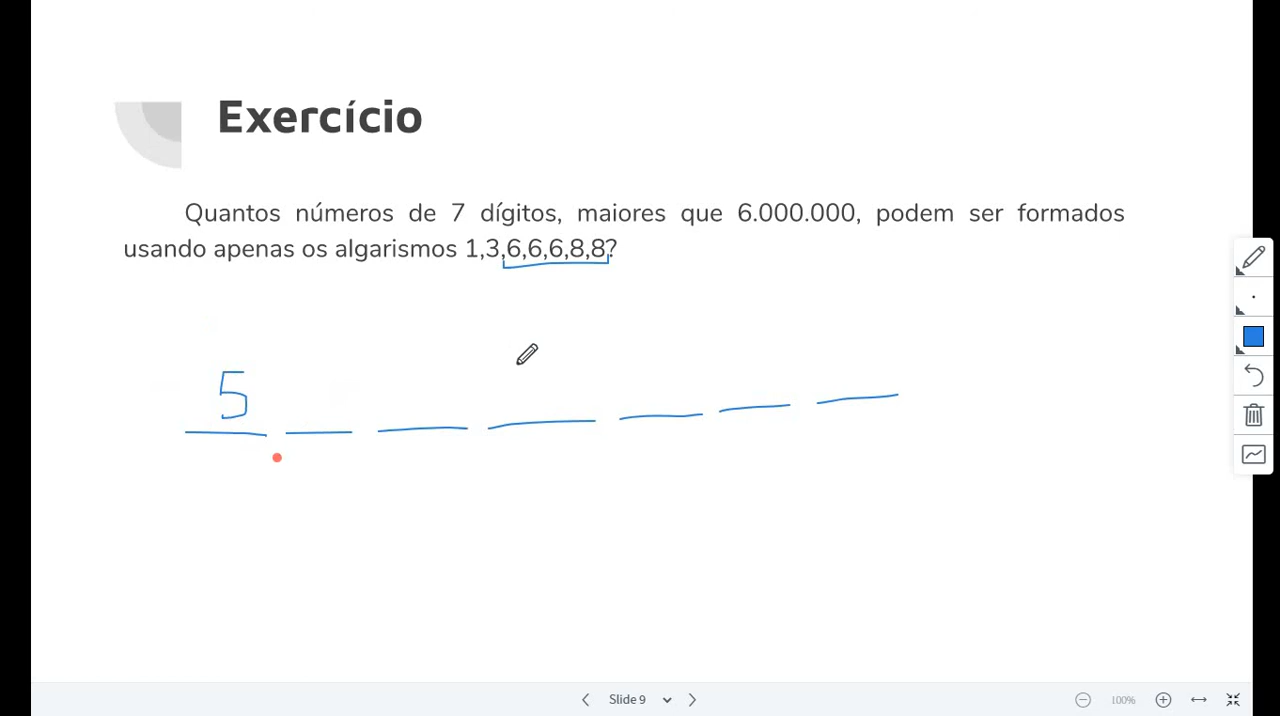 Exercício
Quantos números de 7 dígitos, maiores que 6.000.000, podem ser formados
usando apenas os algarismos 1,3,6,6,6,8,8?
5
Slide 9
100%